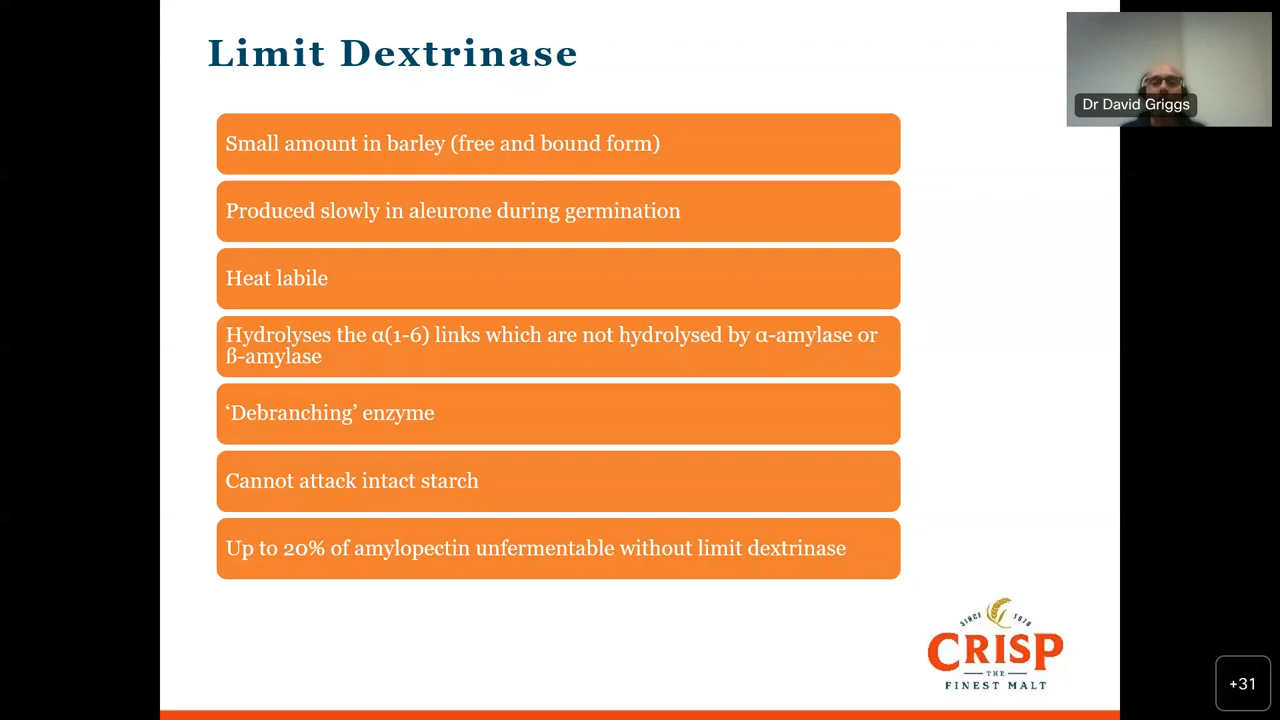 Limit Dextrinase
Dr David Griggs
Small amount in barley (free and bound form)
Produced slowly in aleurone during germination
Heat labile
Hydrolyses the α(1-6) links which are not hydrolysed by α-amylase or
ß-amylase
‘Debranching’ enzyme
Cannot attack intact starch
Up to 20% of amylopectin unfermentable without limit dextrinase
SINCE 1870
CRISP
THE
FINEST MALT
+31